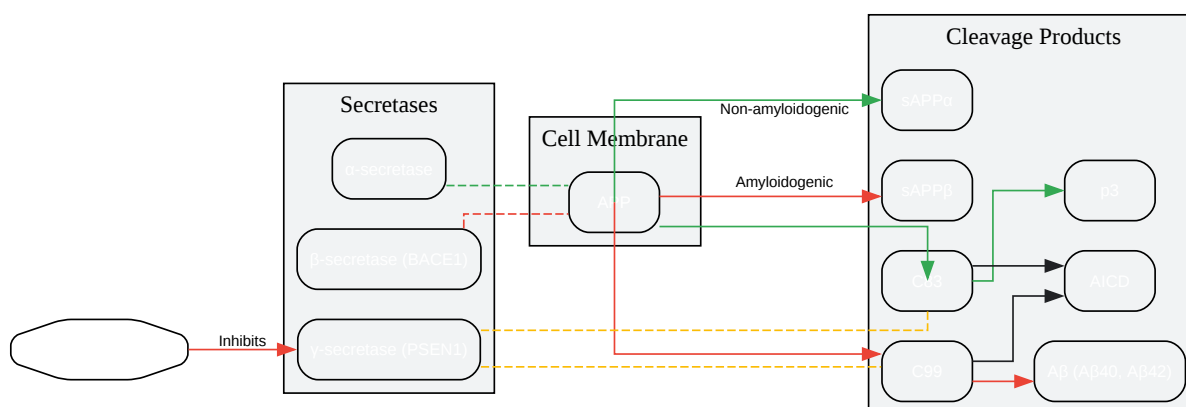 Cleavage Products
Secretases
sAPPα
Non-amyloidogenic
Cell Membrane
α-secretase
Amyloidogenic
APP
sAPPβ
p3
β-secretase (BACE1)
C83
AICD
Inhibits
γ-secretase (PSEN1)
C99
Aβ (Aβ40, Aβ42)